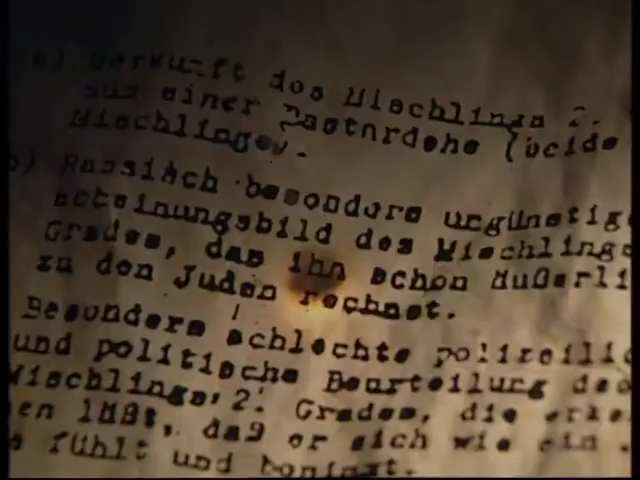 a) Herkunft des Mischlings 2.
aus einer Bastardehe (beide
Mischlinge).
b) Rassisch besonders ungünstig
scheinungsbild des Mischlings
Grades, das ihn schon äußerli
zu den Juden rechnet.
Besonders schlechte polizeilic
und politische Beurteilung des
Mischlings 2. Grades, die erke
en läßt, daß er sich wie ein
fühlt und benimmt.